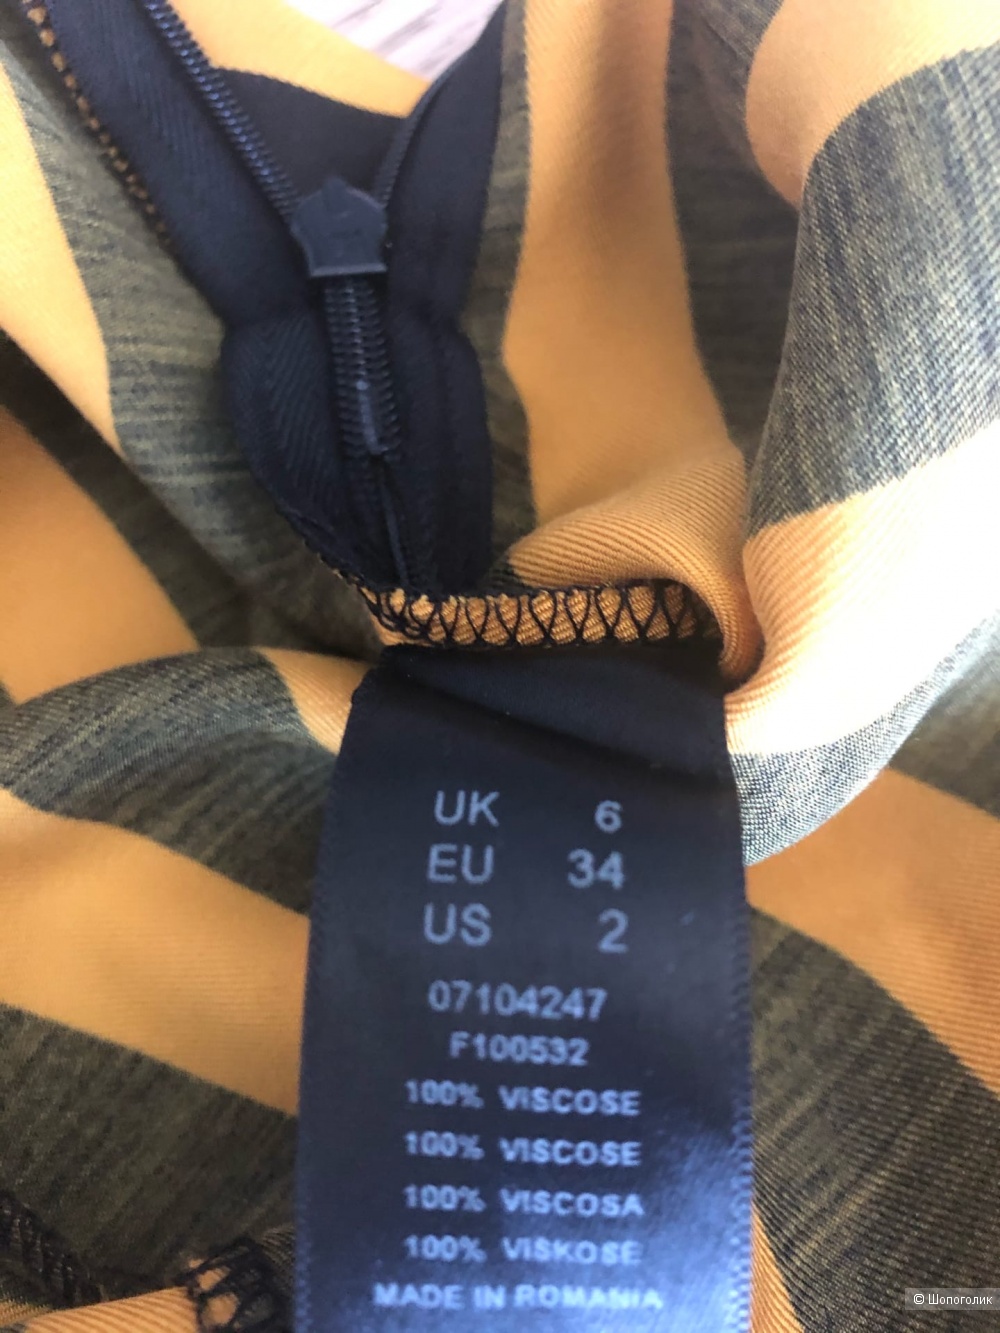 UK 6
EU 34
US 2
07104247
F100532
100% VISCOSE
100% VISCOSE
100% VISCOSA
100% VISKOSE
MADE IN ROMANIA
© Шопоголик